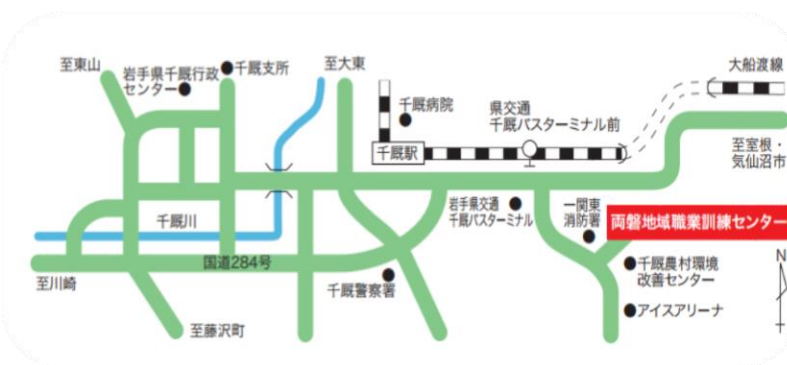 至東山
岩手県千厩行政
センター
千厩支所
至大東
大船渡線
千厩病院
県交通
千厩バスターミナル前
千厩駅
至室根・
気仙沼市
岩手県交通
千厩バスターミナル
一関東
消防署
両磐地域職業訓練センター
千厩川
国道284号
N
至川崎
千厩警察署
千厩農村環境
改善センター
アイスアリーナ
至藤沢町